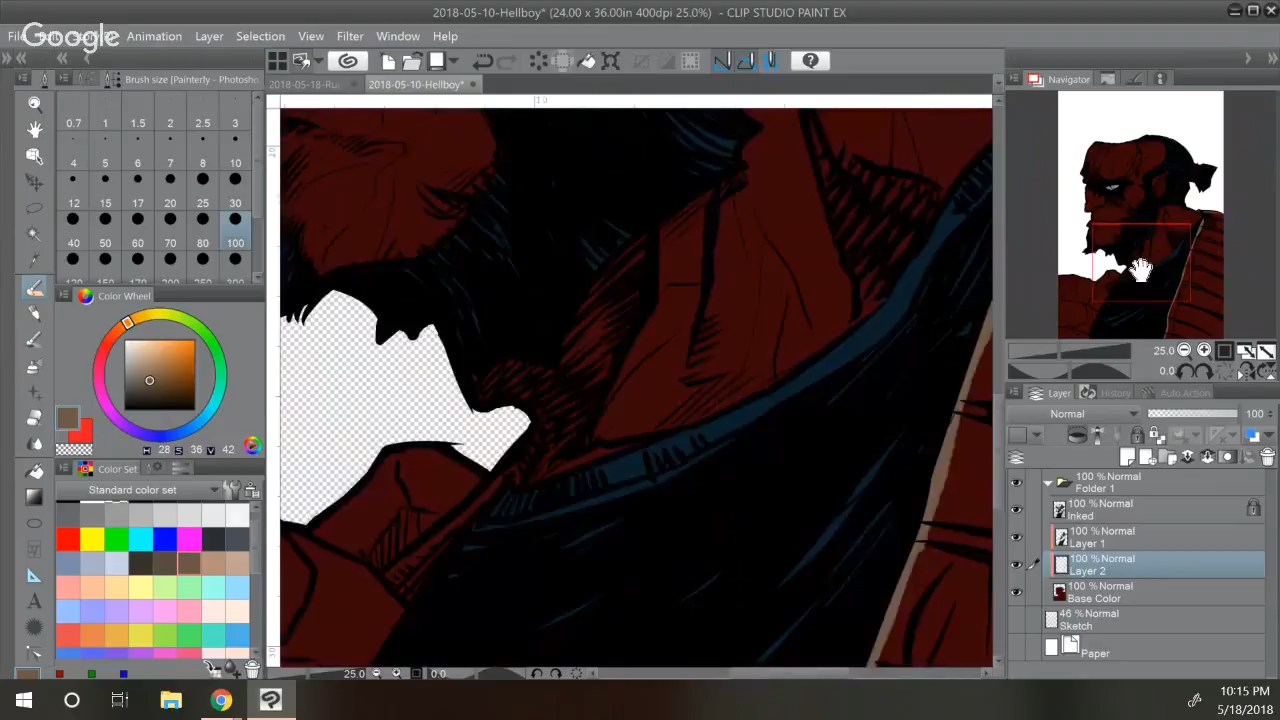 2018-05-10-Hellboy* (24.00 x 36.00in 400dpi 25.0%) - CLIP STUDIO PAINT EX
Google
Animation Layer Selection View Filter Window Help
Brush size [Painterly - Photosho
2018-05-18-Ru
2018-05-10-Hellboy*
Navigator
0.7 1 1.5 2 2.5 3
4 5 6 7 8 10
12 15 17 20 25 30
40 50 60 70 80 100
Color Wheel
H 28 S 36 V 42
Color Set
Standard color set
25.0
0.0
Layer History Auto Action
Normal 100
100 % Normal
Folder 1
100 % Normal
Inked
100 % Normal
Layer 1
100 % Normal
Layer 2
100 % Normal
Base Color
46 % Normal
Sketch
Paper
25.0 0.0
10:15 PM
5/18/2018